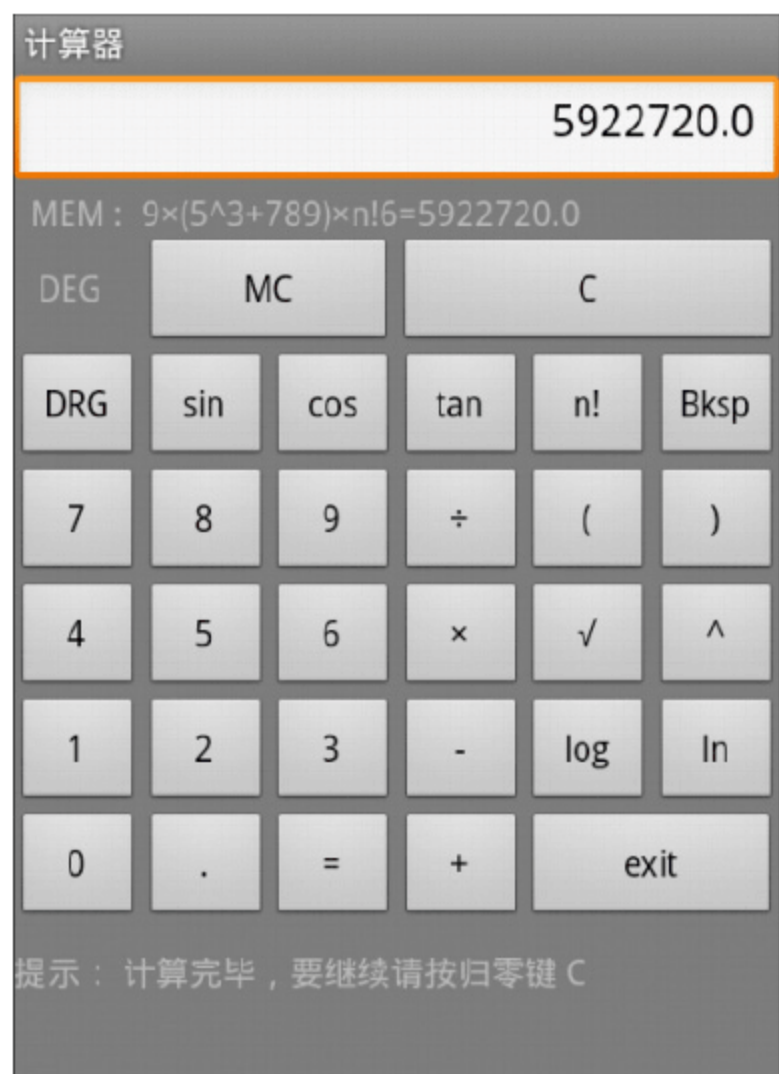 计算器
5922720.0
MEM : 9×(5^3+789)×n!6=5922720.0
DEG MC C
DRG sin cos tan n! Bksp
7 8 9 ÷ ( )
4 5 6 × √ ^
1 2 3 - log ln
0 . = + exit
提示： 计算完毕，要继续请按归零键 C